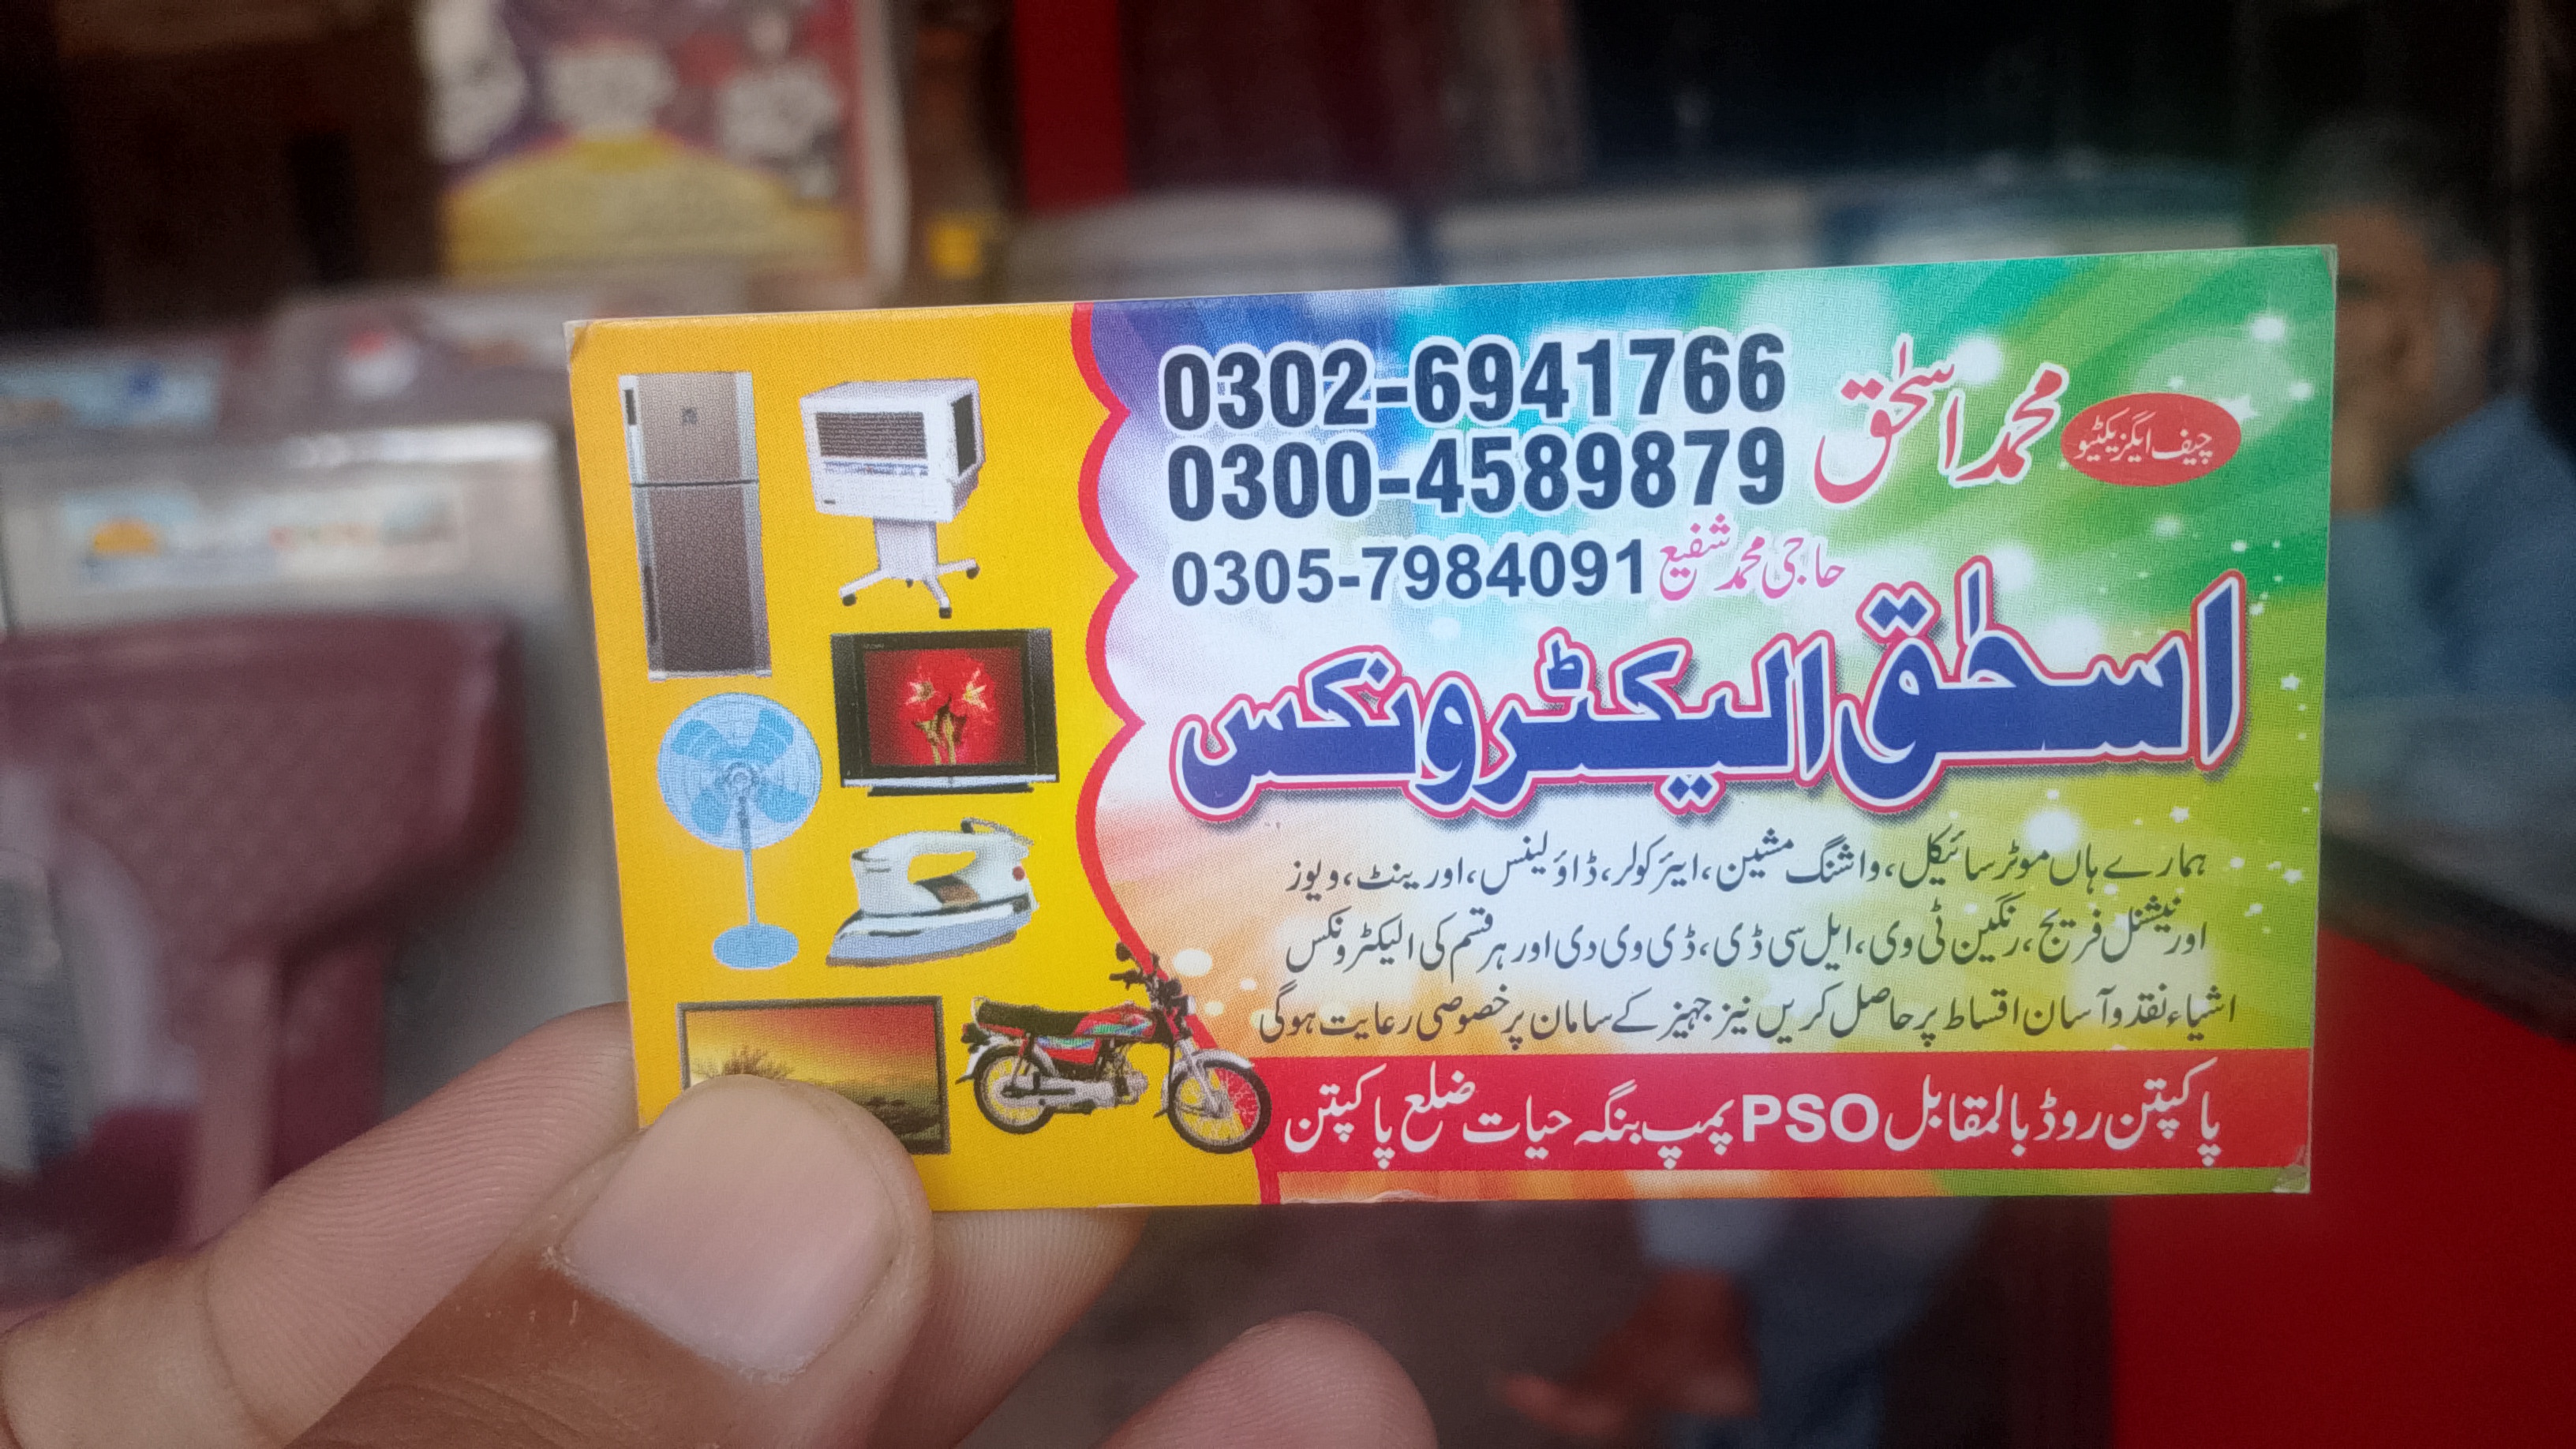 چیف ایگزیکٹیو
محمد اسحٰق
0302-6941766
0300-4589879
حاجی محمد شفیع 0305-7984091
اسحٰق الیکٹرونکس
ہمارے ہاں موٹر سائیکل، واشنگ مشین، ایئر کولر، ڈاؤلینس، اورینٹ، ویوز
اور نیشنل فریج، رنگین ٹی وی، ایل سی ڈی، ڈی وی دی اور ہر قسم کی الیکٹرونکس
اشیاء نقد و آسان اقساط پر حاصل کریں نیز جہیز کے سامان پر خصوصی رعایت ہوگی
پاکپتن روڈ بالمقابل PSO پمپ بنگہ حیات ضلع پاکپتن